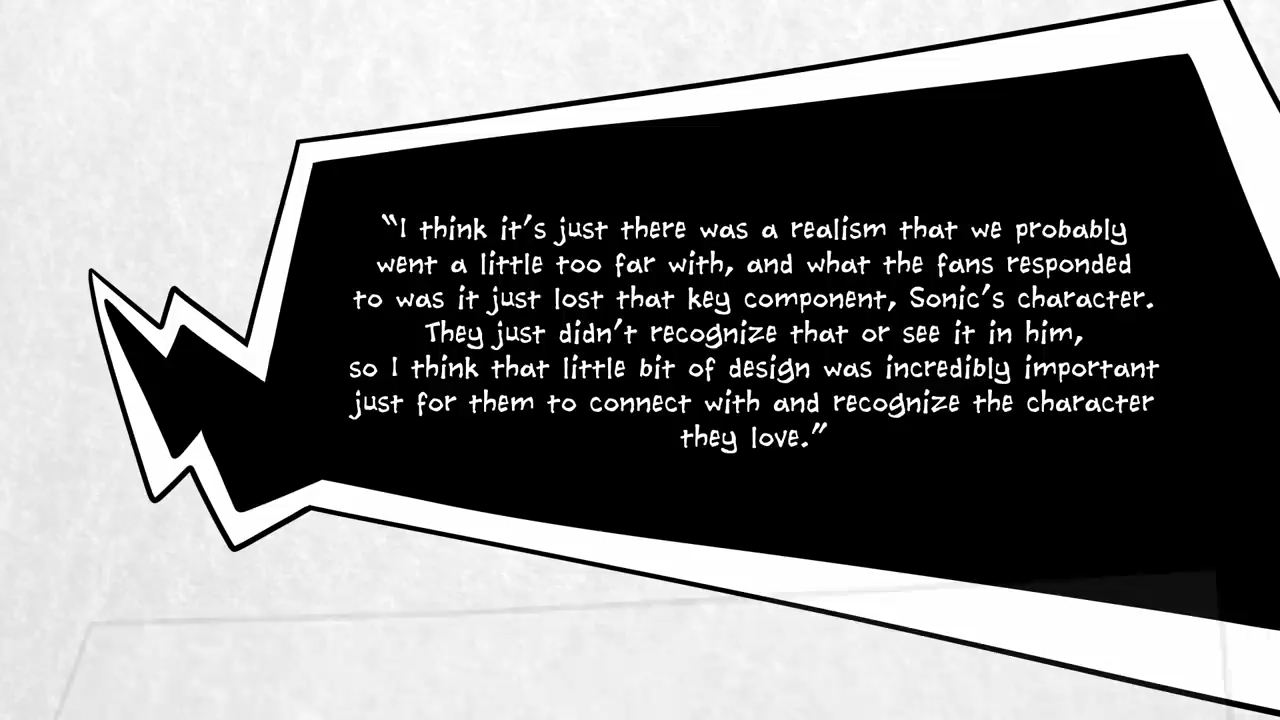 “I think it’s just there was a realism that we probably
went a little too far with, and what the fans responded
to was it just lost that key component, Sonic’s character.
They just didn’t recognize that or see it in him,
so I think that little bit of design was incredibly important
just for them to connect with and recognize the character
they love.”